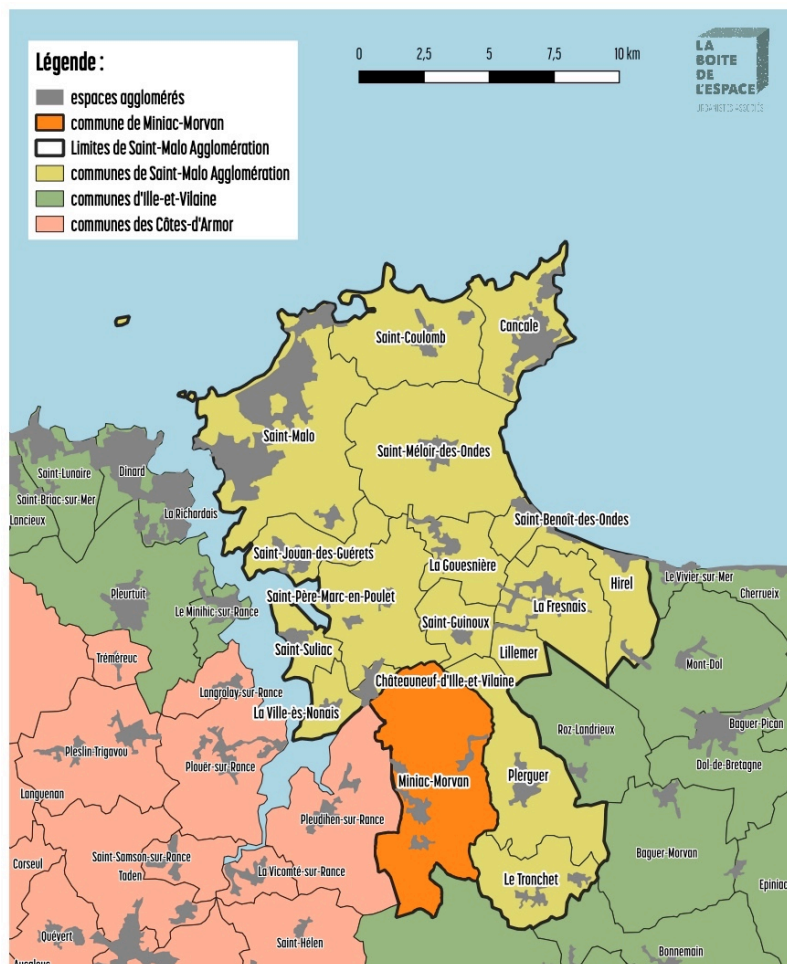 Légende :
espaces agglomérés
commune de Miniac-Morvan
Limites de Saint-Malo Agglomération
communes de Saint-Malo Agglomération
communes d'Ille-et-Vilaine
communes des Côtes-d'Armor
0 2,5 5 7,5 10 km
LA
BOITE
DE
L'ESPACE
URBANISTES ASSOCIÉS
Cancale
Saint-Coulomb
Saint-Malo
Saint-Méloir-des-Ondes
Saint-Lunaire
Dinard
Saint-Briac-sur-Mer
La Richardais
Lancieux
Saint-Benoît-des-Ondes
Saint-Jouan-des-Guérets
La Gouesnière
Hirel
Le Vivier-sur-Mer
Cherrueix
Pleurtuit
Le Minihic-sur-Rance
Saint-Père-Marc-en-Poulet
La Fresnais
Saint-Guinoux
Saint-Suliac
Lillemer
Mont-Dol
Tréméreuc
Langrolay-sur-Rance
Châteauneuf-d'Ille-et-Vilaine
La Ville-ès-Nonais
Baguer-Pican
Roz-Landrieux
Pleslin-Trigavou
Plouër-sur-Rance
Dol-de-Bretagne
Miniac-Morvan
Plerguer
Languenan
Pleudihen-sur-Rance
Corseul
Saint-Samson-sur-Rance
Taden
La Vicomté-sur-Rance
Baguer-Morvan
Le Tronchet
Epiniac
Quévert
Saint-Hélen
Bonnemain